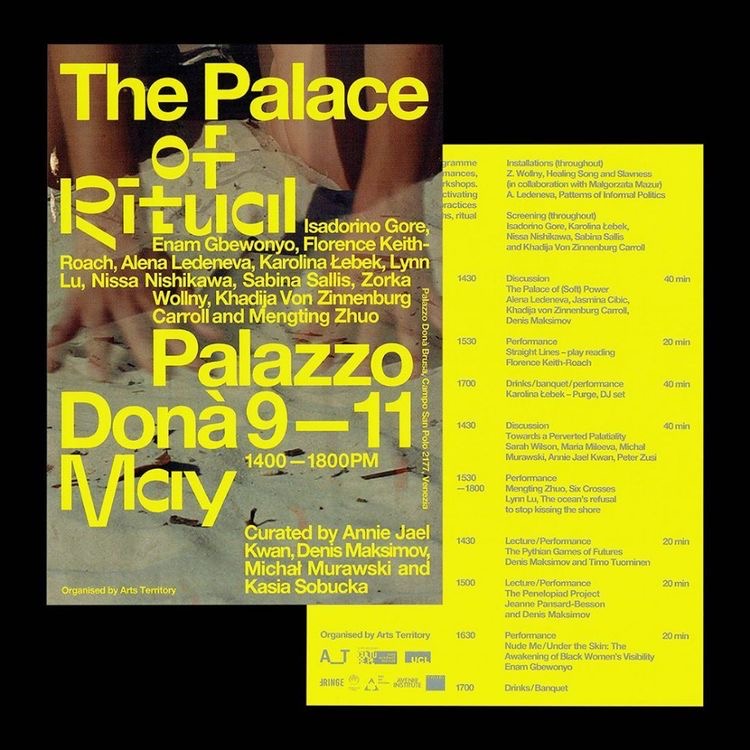 The Palace
of
Ritual
Isadorino Gore,
Enam Gbewonyo, Florence Keith-
Roach, Alena Ledeneva, Karolina Łebek, Lynn
Lu, Nissa Nishikawa, Sabina Sallis, Zorka
Wollny, Khadija Von Zinnenburg
Carroll and Mengting Zhuo
Palazzo Donà Brusa, Campo San Polo 2177, Venezia
Palazzo
Donà 9—11
May
1400—1800PM
Curated by Annie Jael
Kwan, Denis Maksimov,
Michał Murawski and
Kasia Sobucka
Organised by Arts Territory
gramme
mances,
rkshops.
ctivating
practices
ns, ritual
Installations (throughout)
Z. Wollny, Healing Song and Slavness
(in collaboration with Malgorzata Mazur)
A. Ledeneva, Patterns of Informal Politics
Screening (throughout)
Isadorino Gore, Karolina Łebek,
Nissa Nishikawa, Sabina Sallis
and Khadija Von Zinnenburg Carroll
1430 Discussion 40 min
The Palace of (Soft) Power
Alena Ledeneva, Jasmina Cibic,
Khadija von Zinnenburg Carroll,
Denis Maksimov
1530 Performance 20 min
Straight Lines – play reading
Florence Keith-Roach
1700 Drinks/banquet/performance 40 min
Karolina Łebek – Purge, DJ set
1430 Discussion 40 min
Towards a Perverted Palatiality
Sarah Wilson, Maria Mileeva, Michał
Murawski, Annie Jael Kwan, Peter Zusi
1530 Performance
—1800 Mengting Zhuo, Six Crosses
Lynn Lu, The ocean's refusal
to stop kissing the shore
1430 Lecture/Performance 20 min
The Pythian Games of Futures
Denis Maksimov and Timo Tuominen
1500 Lecture/Performance 20 min
The Penelopiad Project
Jeanne Pansard-Besson
and Denis Maksimov
1630 Performance 20 min
Nude Me/Under the Skin: The
Awakening of Black Women's Visibility
Enam Gbewonyo
1700 Drinks/Banquet
Organised by Arts Territory
A_T
UCL
FRINGE
AVENIR
INSTITUTE